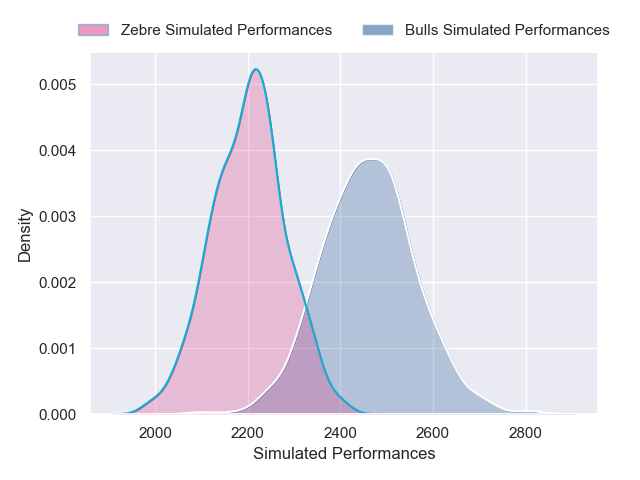 Zebre Simulated Performances Bulls Simulated Performances
0.005
0.004
0.003
0.002
0.001
0.000
Density
2000 2200 2400 2600 2800
Simulated Performances